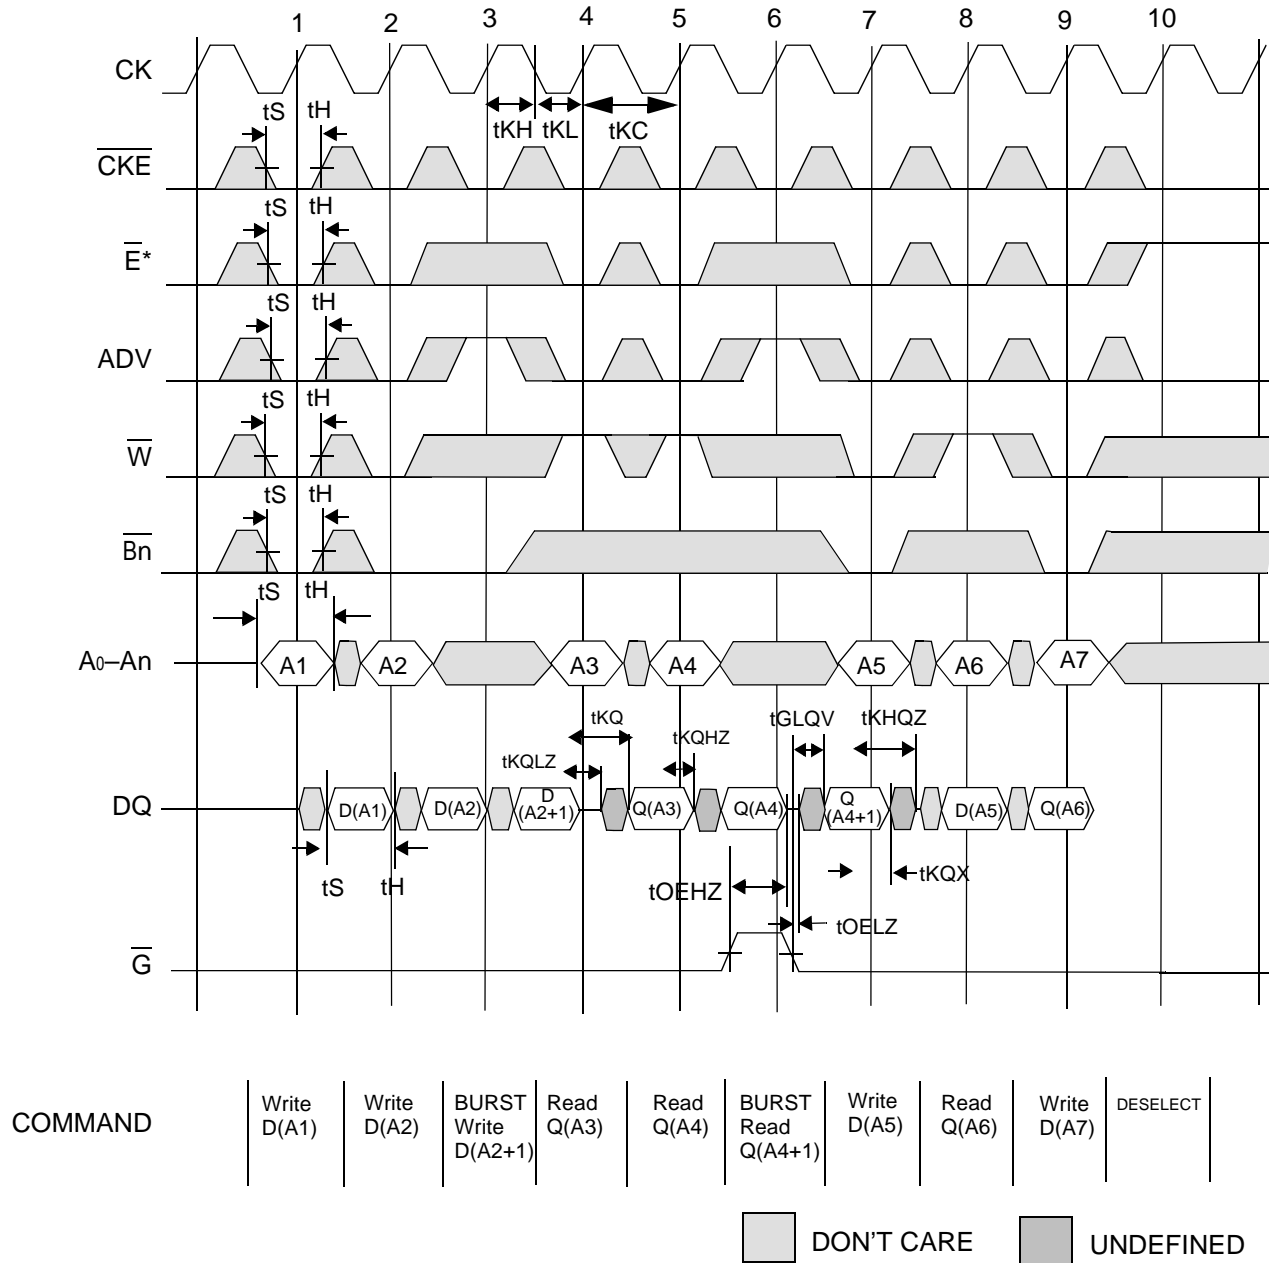 1 2 3 4 5 6 7 8 9 10
CK
tS tH tKH tKL tKC
CKE
tS tH
E*
tS tH
ADV
tS tH
W
tS tH
Bn
tS tH
A0–An A1 A2 A3 A4 A5 A6 A7
tKQ tGLQV tKHQZ
tKQLZ tKQHZ
DQ D(A1) D(A2) D (A2+1) Q(A3) Q(A4) Q (A4+1) D(A5) Q(A6)
tS tH tOEHZ tKQX
tOELZ
G
COMMAND
Write D(A1)
Write D(A2)
BURST Write D(A2+1)
Read Q(A3)
Read Q(A4)
BURST Read Q(A4+1)
Write D(A5)
Read Q(A6)
Write D(A7)
DESELECT
DON'T CARE UNDEFINED